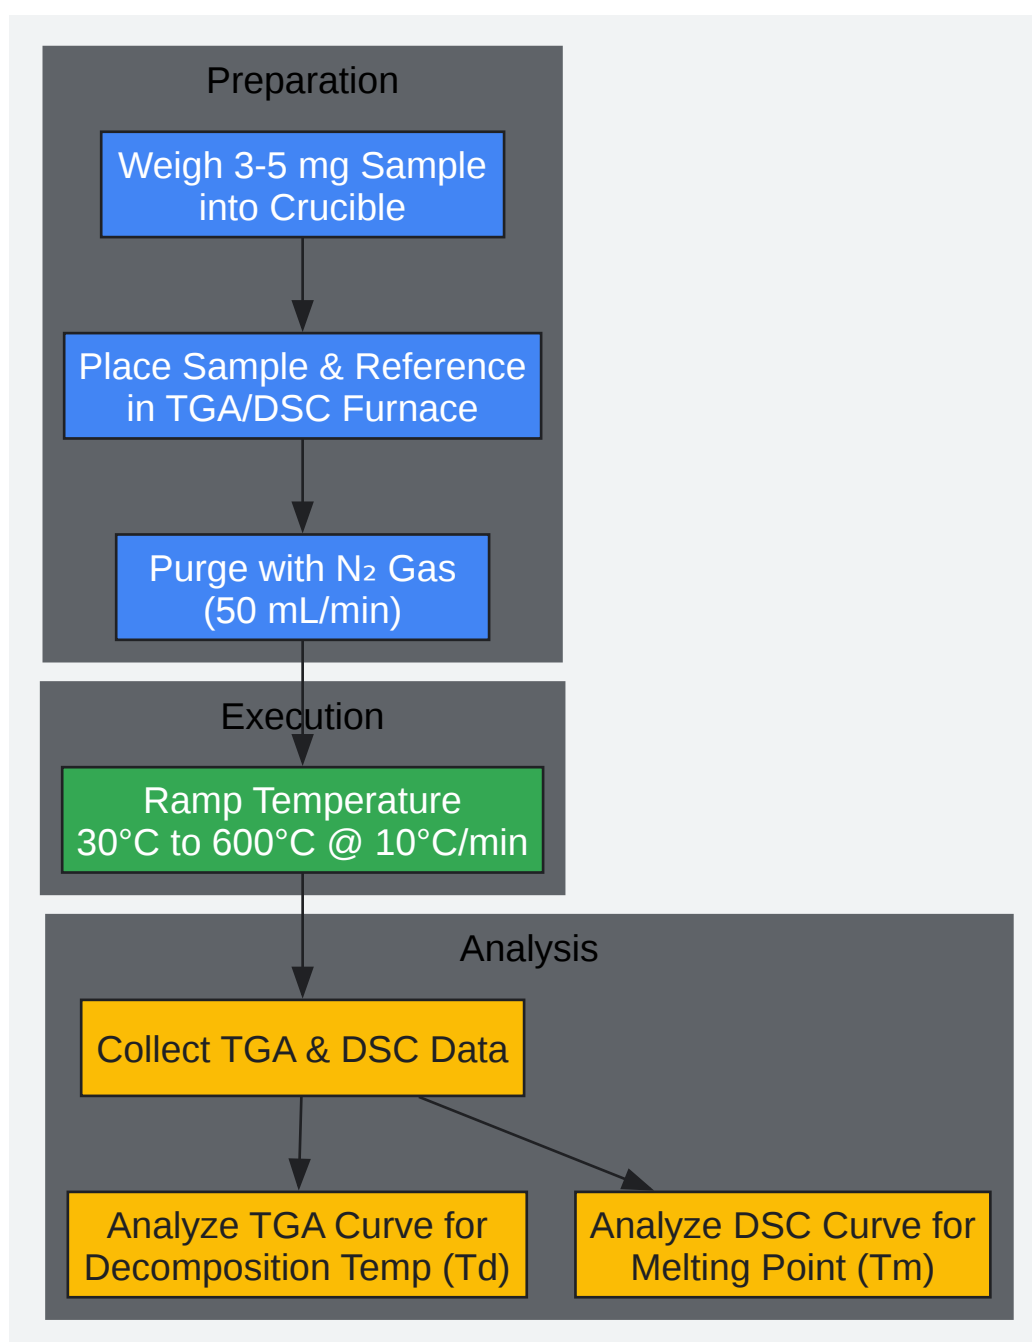 Preparation
Weigh 3-5 mg Sample
into Crucible
Place Sample & Reference
in TGA/DSC Furnace
Purge with N₂ Gas
(50 mL/min)
Execution
Ramp Temperature
30°C to 600°C @ 10°C/min
Analysis
Collect TGA & DSC Data
Analyze TGA Curve for
Decomposition Temp (Td)
Analyze DSC Curve for
Melting Point (Tm)